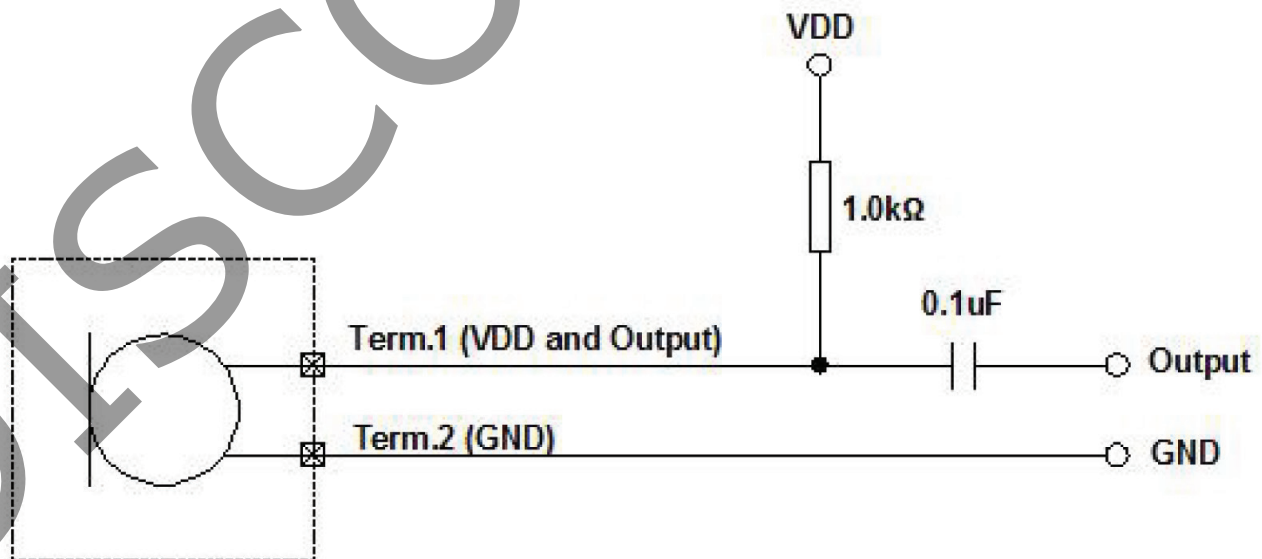 VDD
1.0kΩ
0.1uF
Term.1 (VDD and Output)
Output
Term.2 (GND)
GND